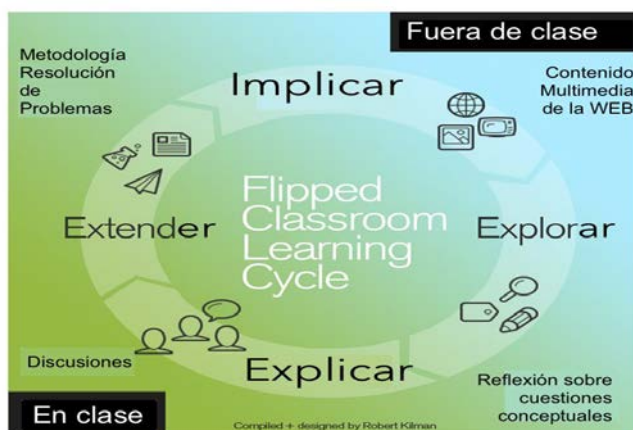 Fuera de clase
Metodología
Resolución
de
Problemas
Implicar
Contenido
Multimedia
de la WEB
Flipped
Classroom
Learning
Cycle
Extender
Explorar
Discusiones
Explicar
Reflexión sobre
cuestiones
conceptuales
En clase
Compiled + designed by Robert Kilman